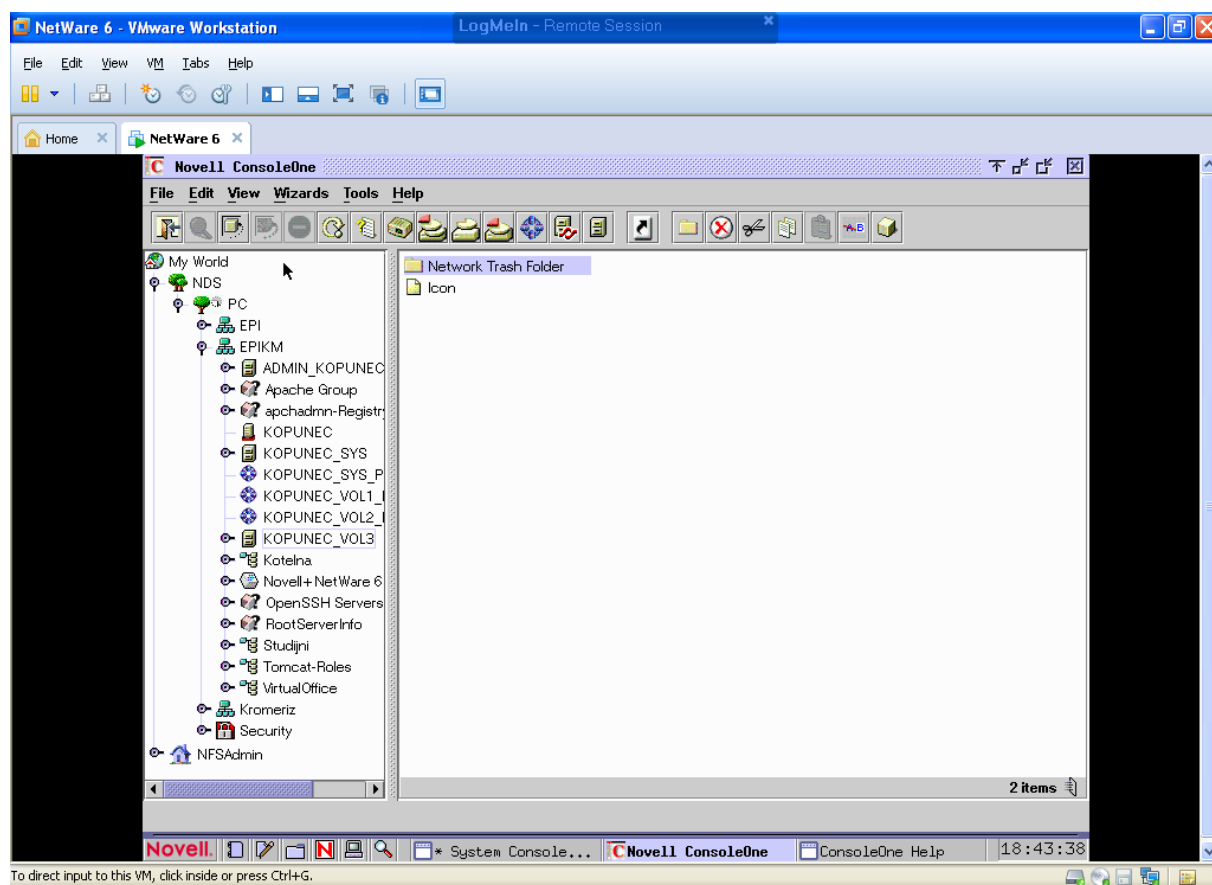 NetWare 6 - VMware Workstation
LogMeIn - Remote Session
File Edit View VM Tabs Help
Home
NetWare 6
Novell ConsoleOne
File Edit View Wizards Tools Help
My World
NDS
PC
EPI
EPIKM
ADMIN_KOPUNEC
Apache Group
apchadmn-Registr
KOPUNEC
KOPUNEC_SYS
KOPUNEC_SYS_P
KOPUNEC_VOL1_
KOPUNEC_VOL2_
KOPUNEC_VOL3
Kotelna
Novell+NetWare 6
OpenSSH Servers
RootServerInfo
Studijni
Tomcat-Roles
VirtualOffice
Kromeriz
Security
NFSAdmin
Network Trash Folder
Icon
2 items
Novell. N * System Console... Novell ConsoleOne ConsoleOne Help 18:43:38
To direct input to this VM, click inside or press Ctrl+G.